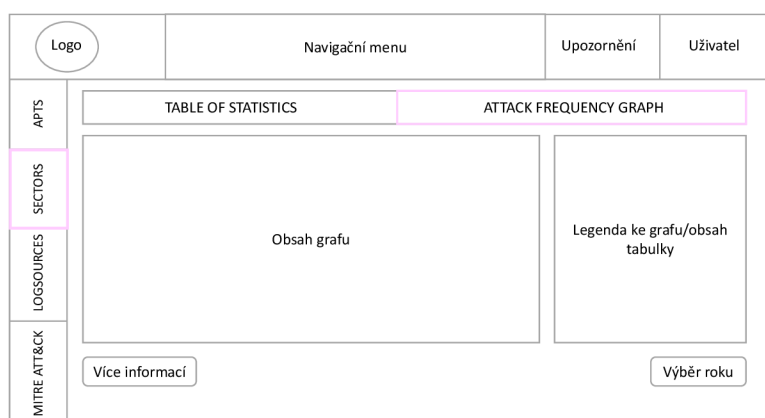 Logo
Navigační menu
Upozornění
Uživatel
APTS
SECTORS
LOGSOURCES
MITRE ATT&CK
TABLE OF STATISTICS
ATTACK FREQUENCY GRAPH
Obsah grafu
Legenda ke grafu/obsah
tabulky
Více informací
Výběr roku